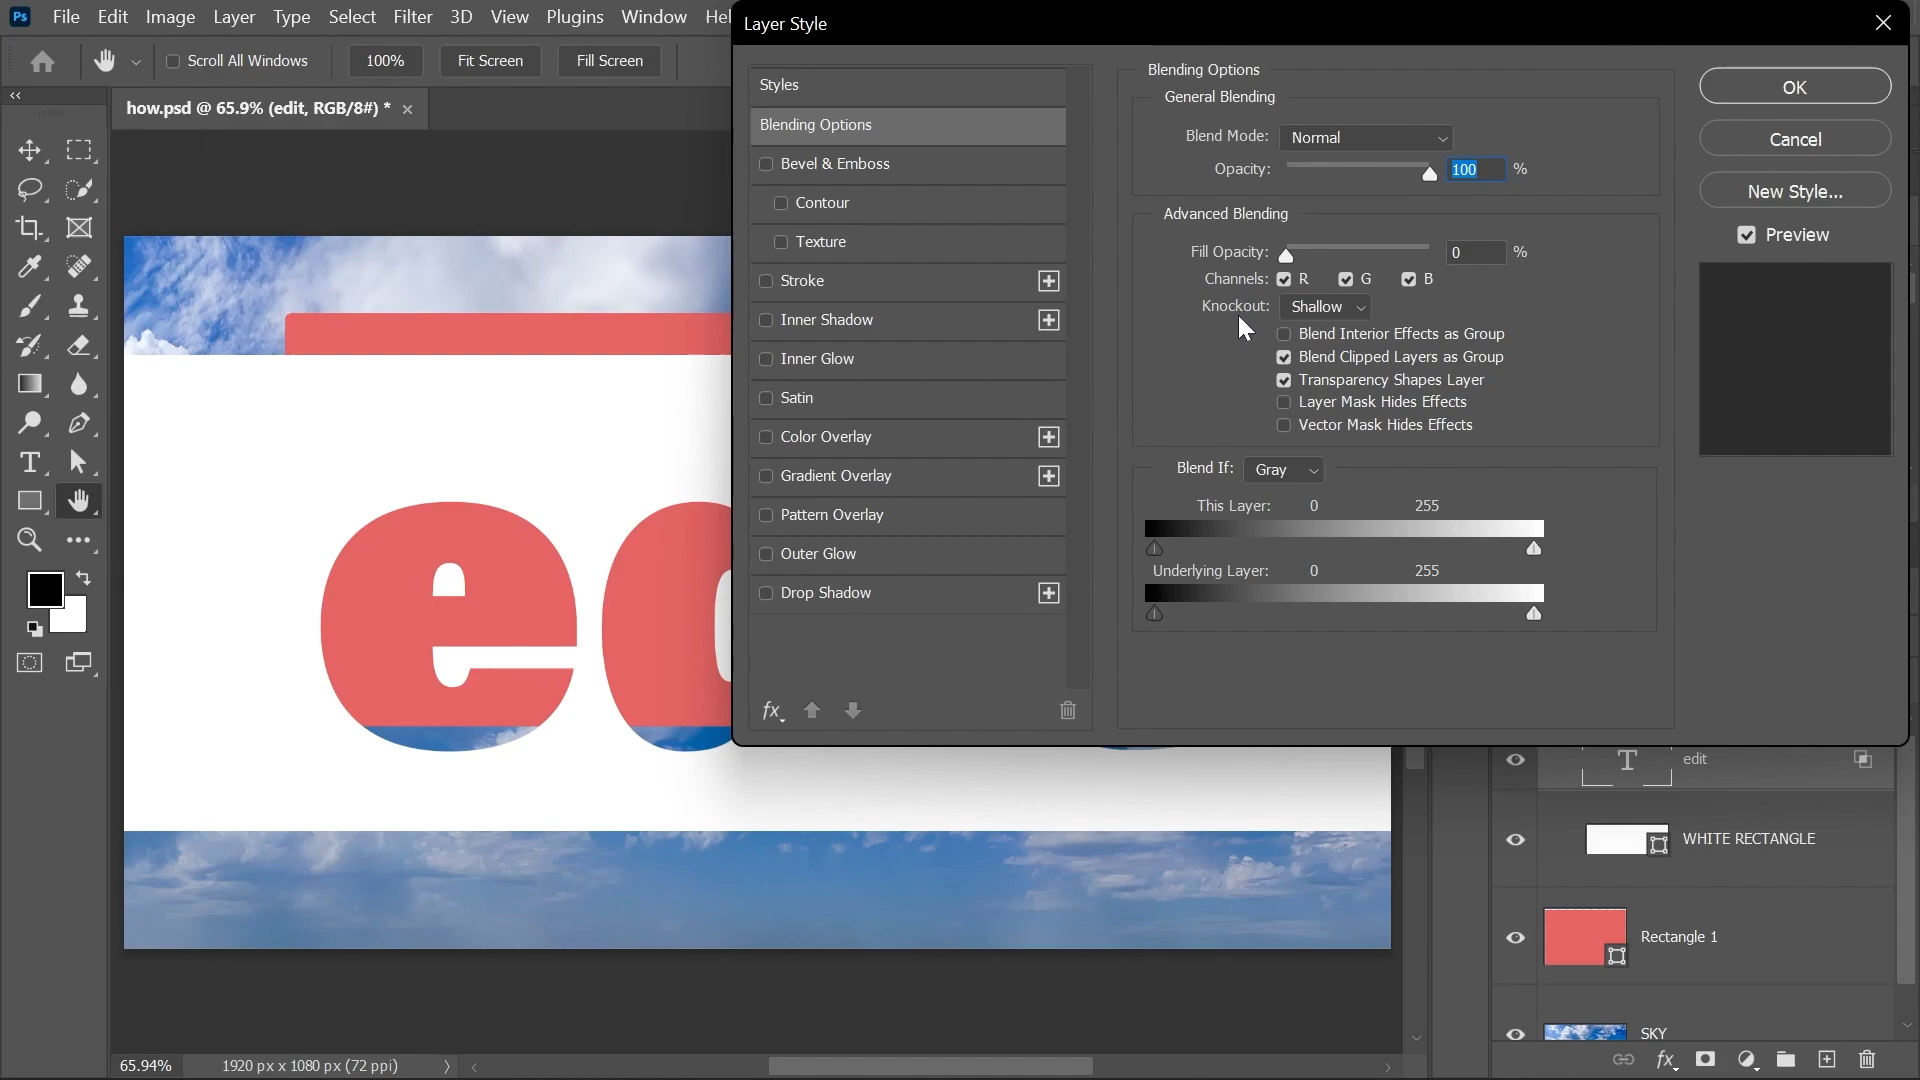 Ps File Edit Image Layer Type Select Filter 3D View Plugins Window Hel
Layer Style
Scroll All Windows 100% Fit Screen Fill Screen
how.psd @ 65.9% (edit, RGB/8#) *
Styles
Blending Options
Bevel & Emboss
Contour
Texture
Stroke
Inner Shadow
Inner Glow
Satin
Color Overlay
Gradient Overlay
Pattern Overlay
Outer Glow
Drop Shadow
fx
Blending Options
General Blending
Blend Mode: Normal
Opacity: 100 %
Advanced Blending
Fill Opacity: 0 %
Channels: R G B
Knockout: Shallow
Blend Interior Effects as Group
Blend Clipped Layers as Group
Transparency Shapes Layer
Layer Mask Hides Effects
Vector Mask Hides Effects
Blend If: Gray
This Layer: 0 255
Underlying Layer: 0 255
OK
Cancel
New Style...
Preview
T
T edit
WHITE RECTANGLE
Rectangle 1
SKY
fx
65.94% 1920 px x 1080 px (72 ppi)